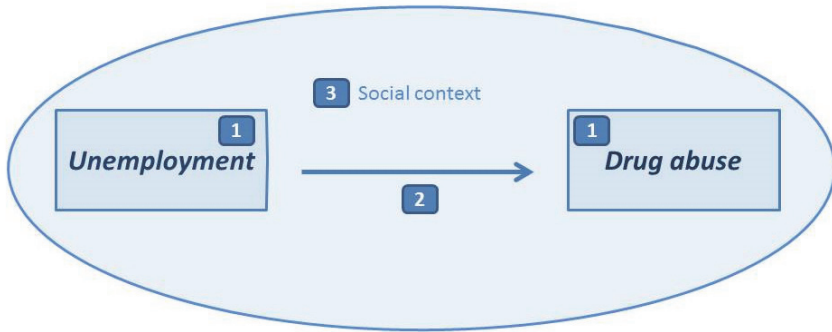 3 Social context
1
1
Unemployment
Drug abuse
2